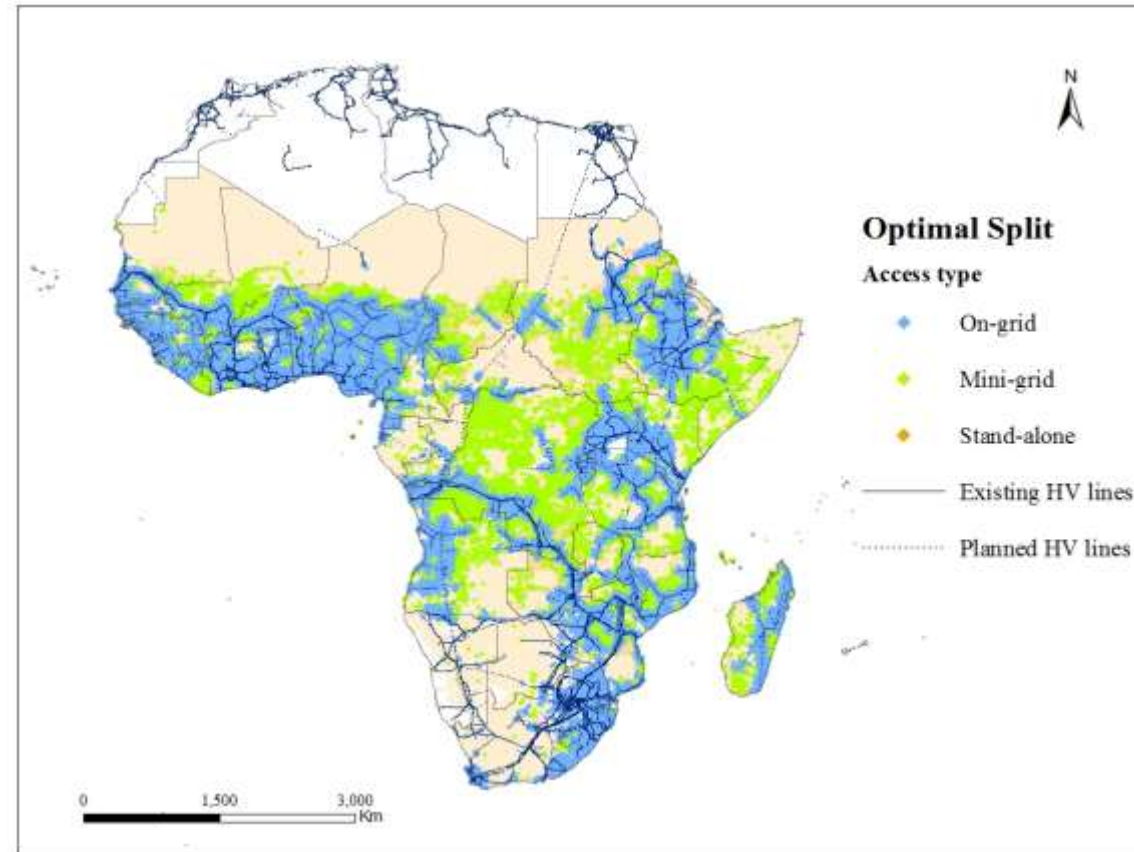 N
Optimal Split
Access type
On-grid
Mini-grid
Stand-alone
Existing HV lines
Planned HV lines
0 1,500 3,000
Km